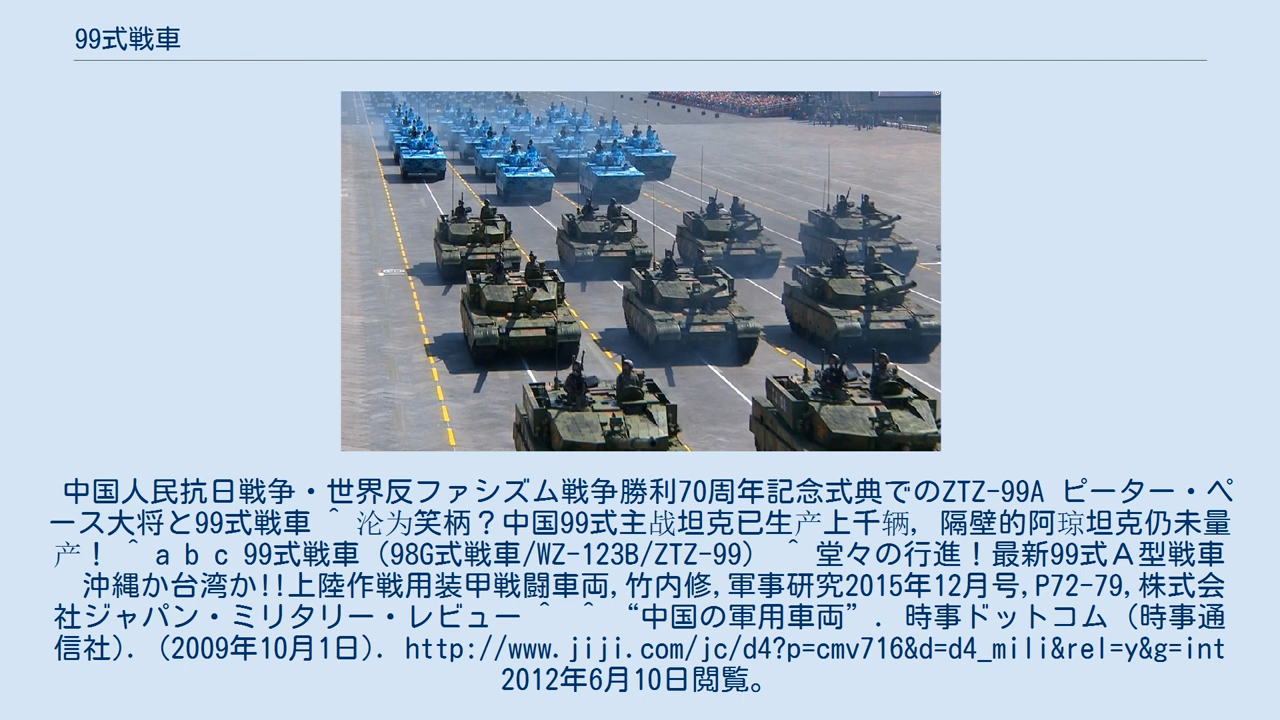 99式戦車
中国人民抗日戦争・世界反ファシズム戦争勝利70周年記念式典でのZTZ-99A ピーター・ペ
ース大将と99式戦車 ^ 沦为笑柄？中国99式主战坦克已生产上千辆, 隔壁的阿琼坦克仍未量
产！ ^ a b c 99式戦車（98G式戦車/WZ-123B/ZTZ-99） ^ 堂々の行進！最新99式Ａ型戦車
沖縄か台湾か!!上陸作戦用装甲戦闘車両,竹内修,軍事研究2015年12月号,P72-79,株式会
社ジャパン・ミリタリー・レビュー ^ ^ “中国の軍用車両”. 時事ドットコム（時事通
信社）. （2009年10月1日）. http://www.jiji.com/jc/d4?p=cmv716&d=d4_mili&rel=y&g=int
2012年6月10日閲覧。